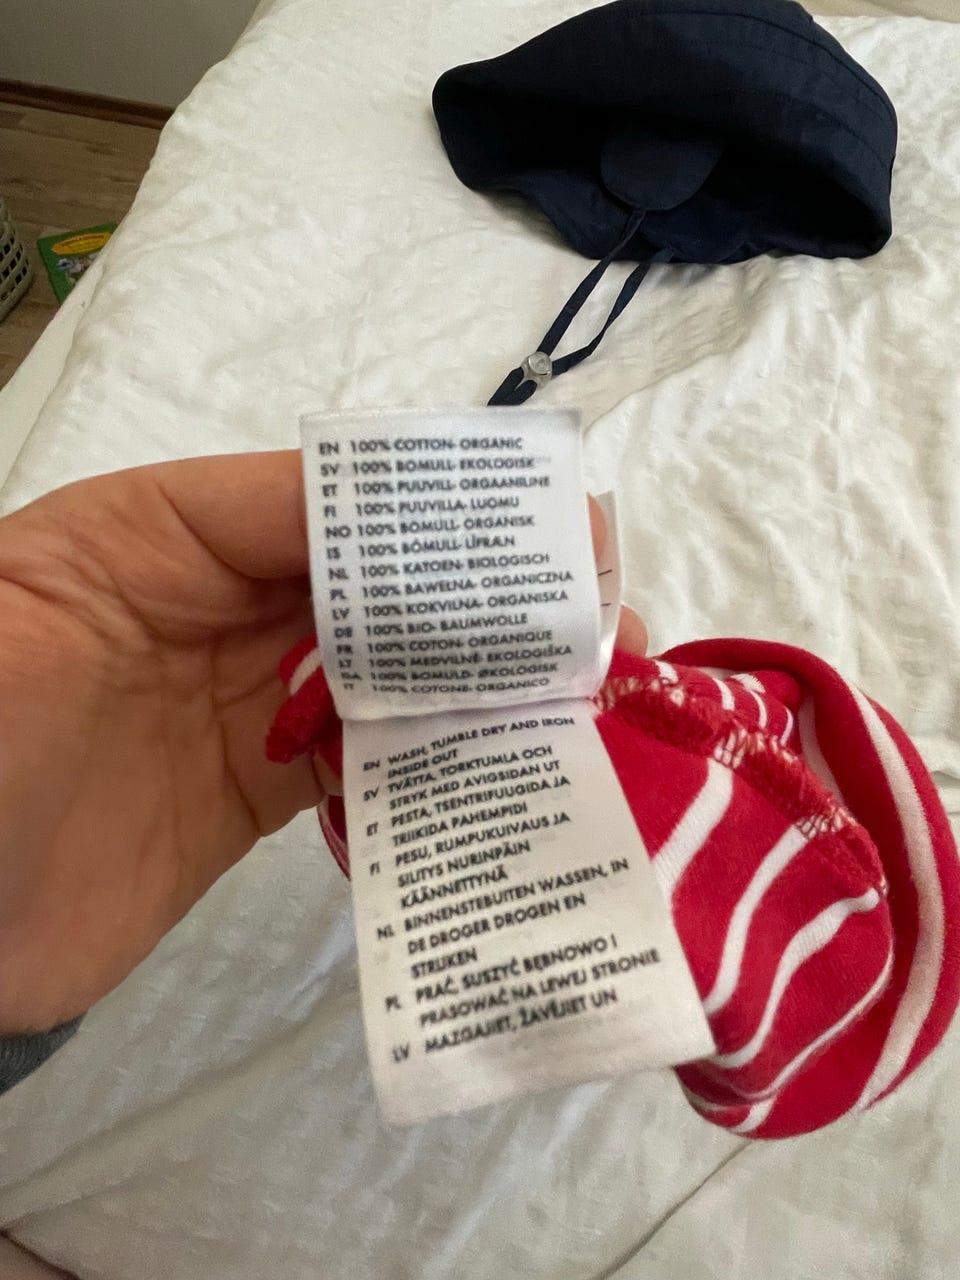 EN 100% COTTON- ORGANIC
SV 100% BOMULL- EKOLOGISK
ET 100% PUUVILL- ORGAANILINE
FI 100% PUUVILLA- LUOMU
NO 100% BOMULL- ORGANISK
IS 100% BÓMULL- LÍFRÆN
NL 100% KATOEN- BIOLOGISCH
PL 100% BAWEŁNA- ORGANICZNA
LV 100% KOKVILNA- ORGANISKA
DE 100% BIO- BAUMWOLLE
FR 100% COTON- ORGANIQUE
LT 100% MEDVILNĖ- EKOLOGIŠKA
DA 100% BOMULD- ØKOLOGISK
IT 100% COTONE- ORGANICO
EN WASH, TUMBLE DRY AND IRON
INSIDE OUT
SV TVÄTTA, TORKTUMLA OCH
STRYK MED AVIGSIDAN UT
ET PESTA, TSENTRIFUUGIDA JA
TRIIKIDA PAHEMPIDI
FI PESU, RUMPUKUIVAUS JA
SILITYS NURINPÄIN
KÄÄNNETTYNÄ
NL BINNENSTEBUITEN WASSEN, IN
DE DROGER DROGEN EN
STRIJKEN
PL PRAĆ, SUSZYĆ BĘBNOWO I
PRASOWAĆ NA LEWEJ STRONIE
LV MAZGĀJIET, ŽĀVĒJIET UN